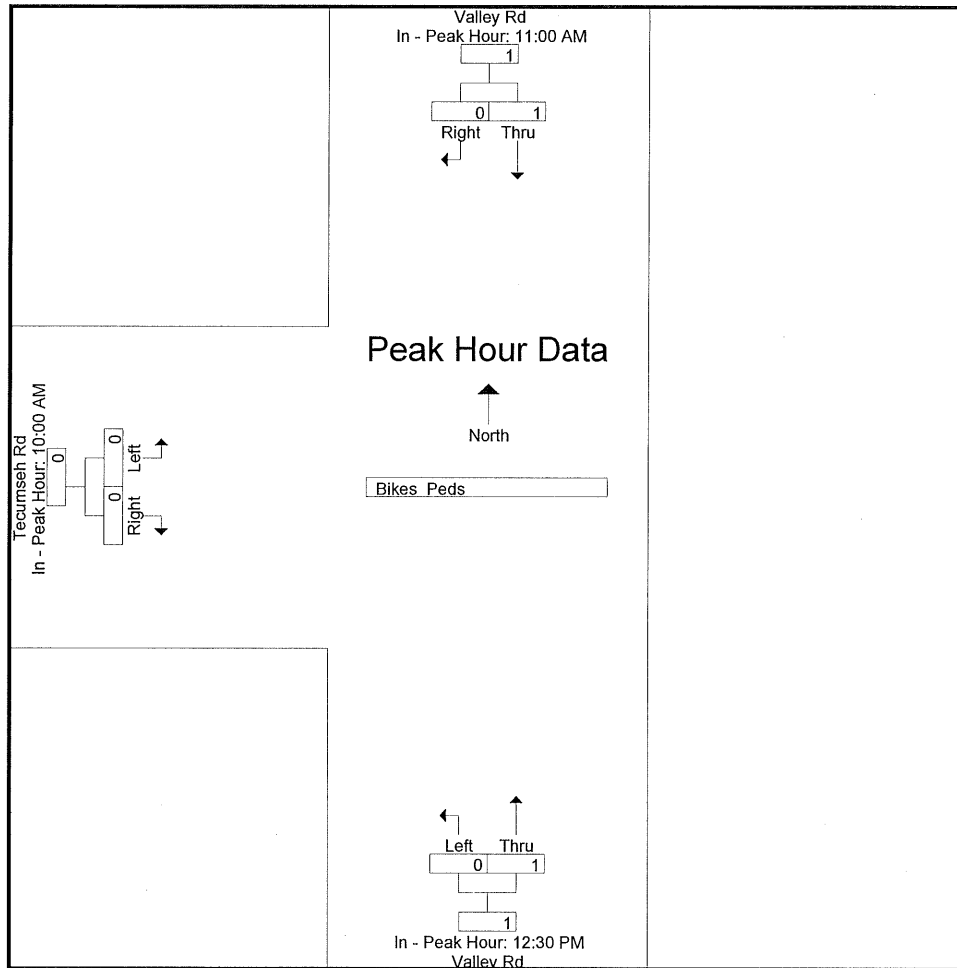 Valley Rd
In - Peak Hour: 11:00 AM
1
0 1
Right Thru
Peak Hour Data
North
Bikes Peds
Tecumseh Rd
In - Peak Hour: 10:00 AM
0
0 0
Right Left
Left Thru
0 1
1
In - Peak Hour: 12:30 PM
Valley Rd